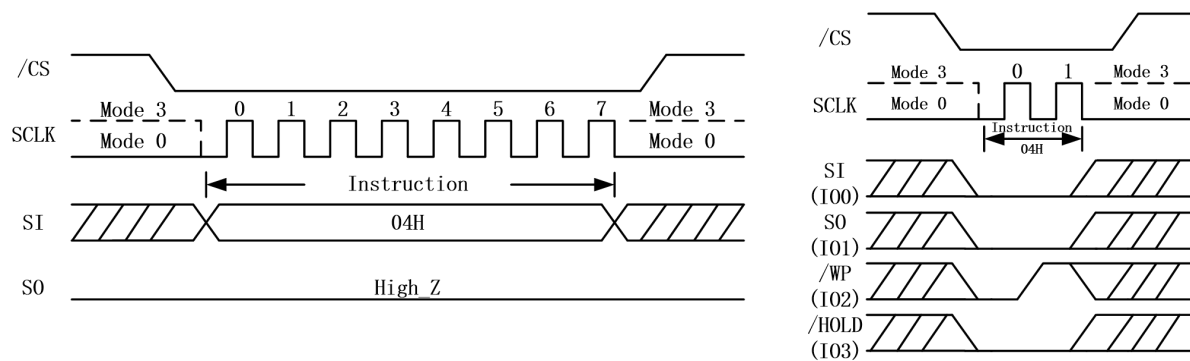 /CS
Mode 3 0 1 2 3 4 5 6 7 Mode 3
SCLK
Mode 0 Mode 0
Instruction
SI 04H
SO High_Z
/CS
Mode 3 0 1 Mode 3
SCLK Mode 0 Mode 0
Instruction
04H
SI
(IO0)
SO
(IO1)
/WP
(IO2)
/HOLD
(IO3)